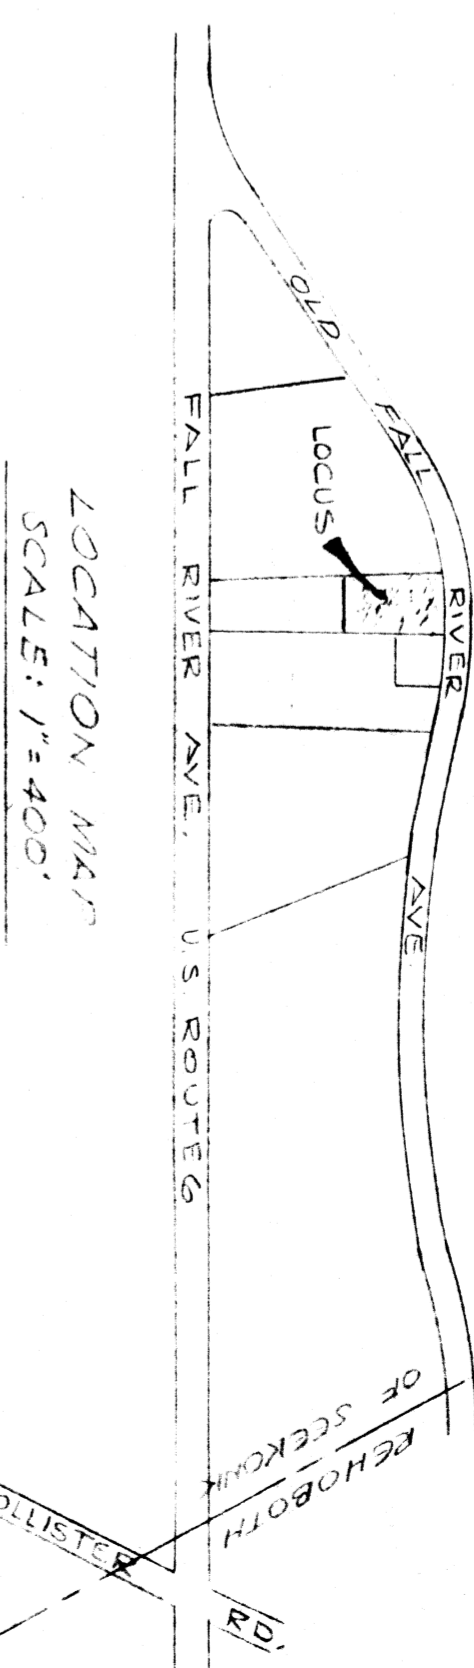 OLD FALL RIVER AVE
LOCUS
FALL RIVER AVE. U.S. ROUTE 6
OF SEEKONK
REHOBOTH
OLLISTER RD.
LOCATION MAP
SCALE: 1"=400'